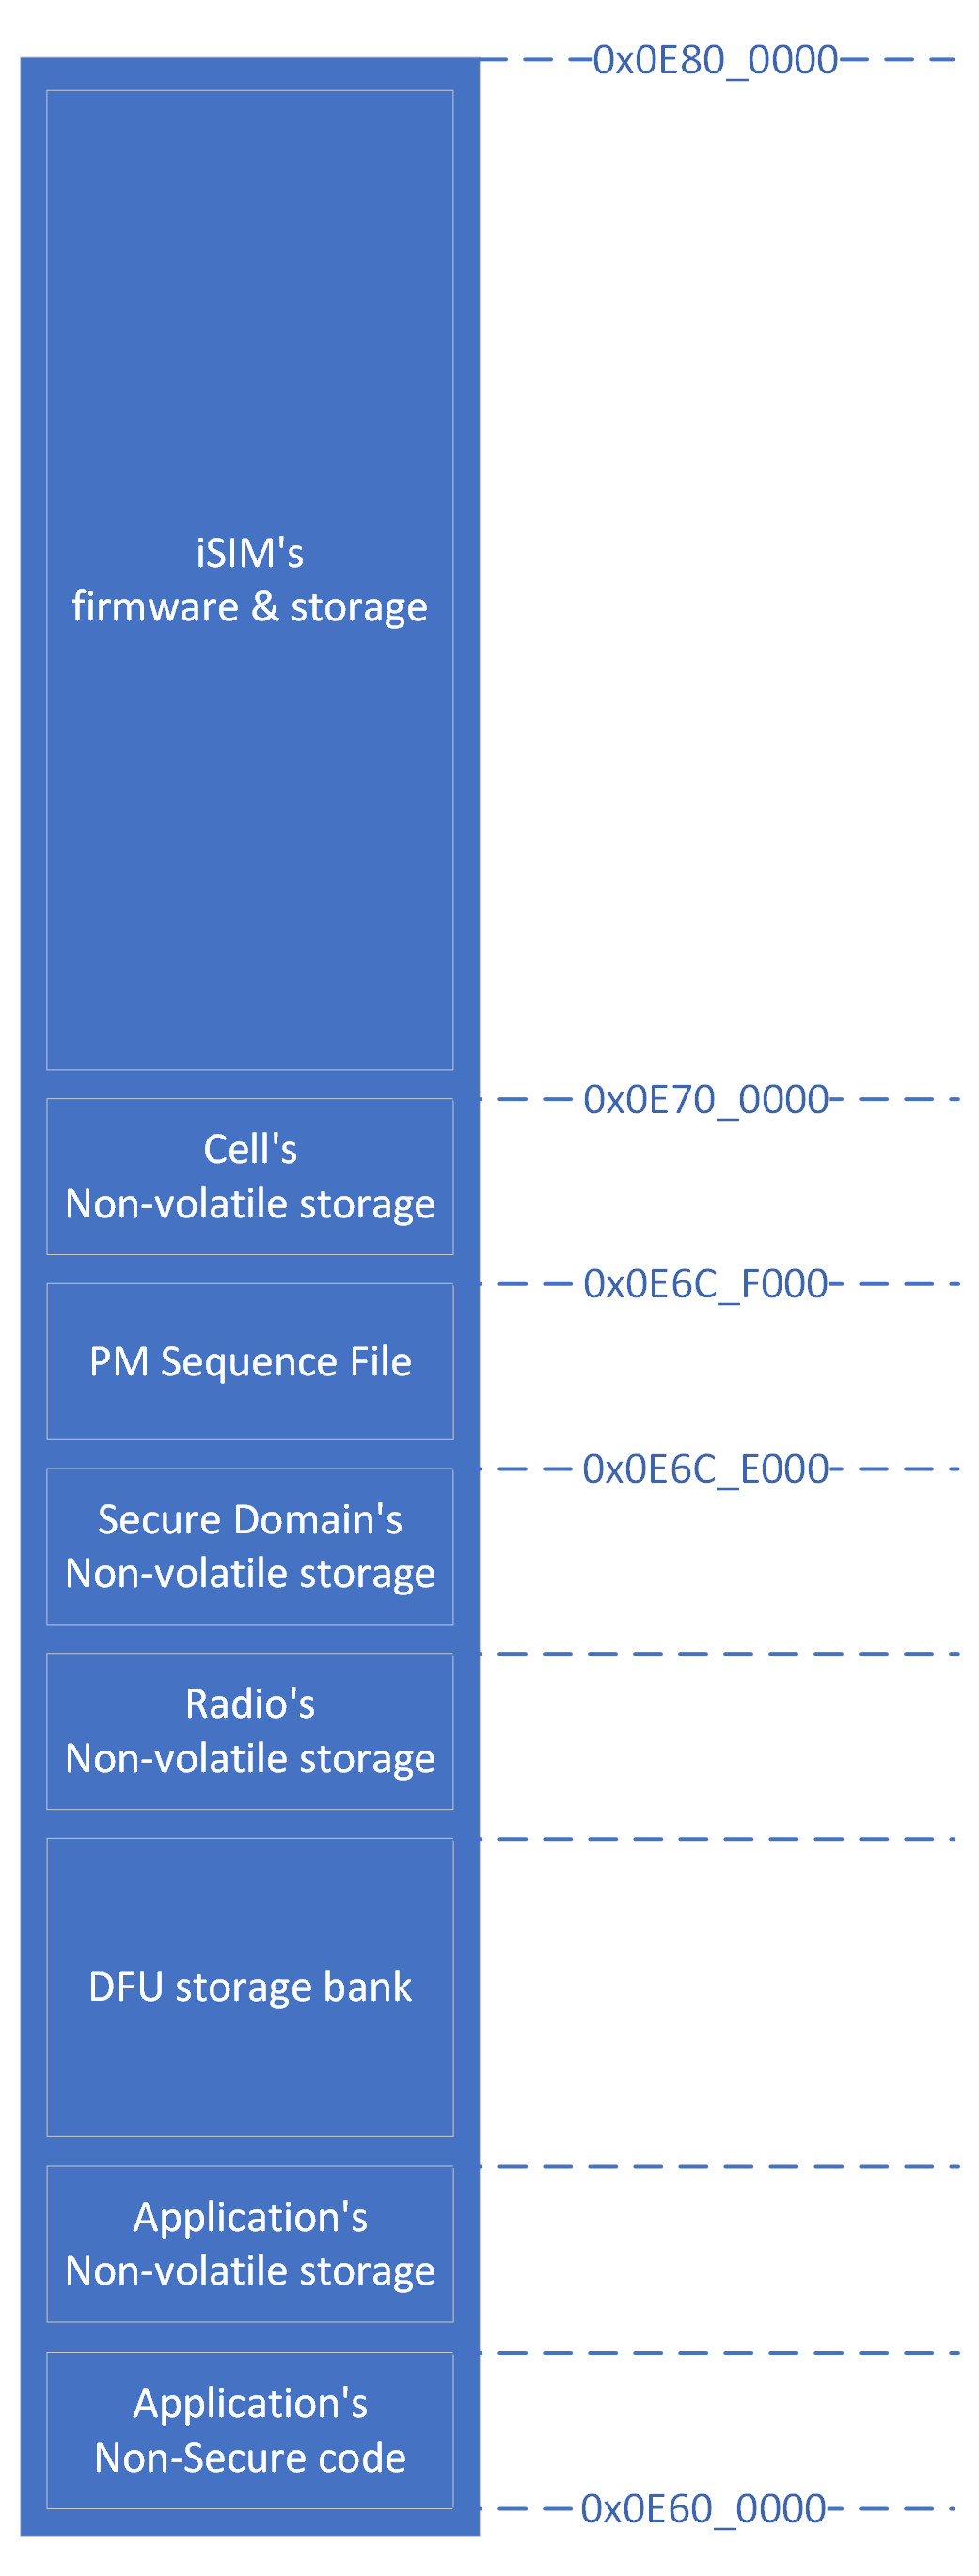 0x0E80_0000
iSIM's
firmware & storage
0x0E70_0000
Cell's
Non-volatile storage
0x0E6C_F000
PM Sequence File
0x0E6C_E000
Secure Domain's
Non-volatile storage
Radio's
Non-volatile storage
DFU storage bank
Application's
Non-volatile storage
Application's
Non-Secure code
0x0E60_0000